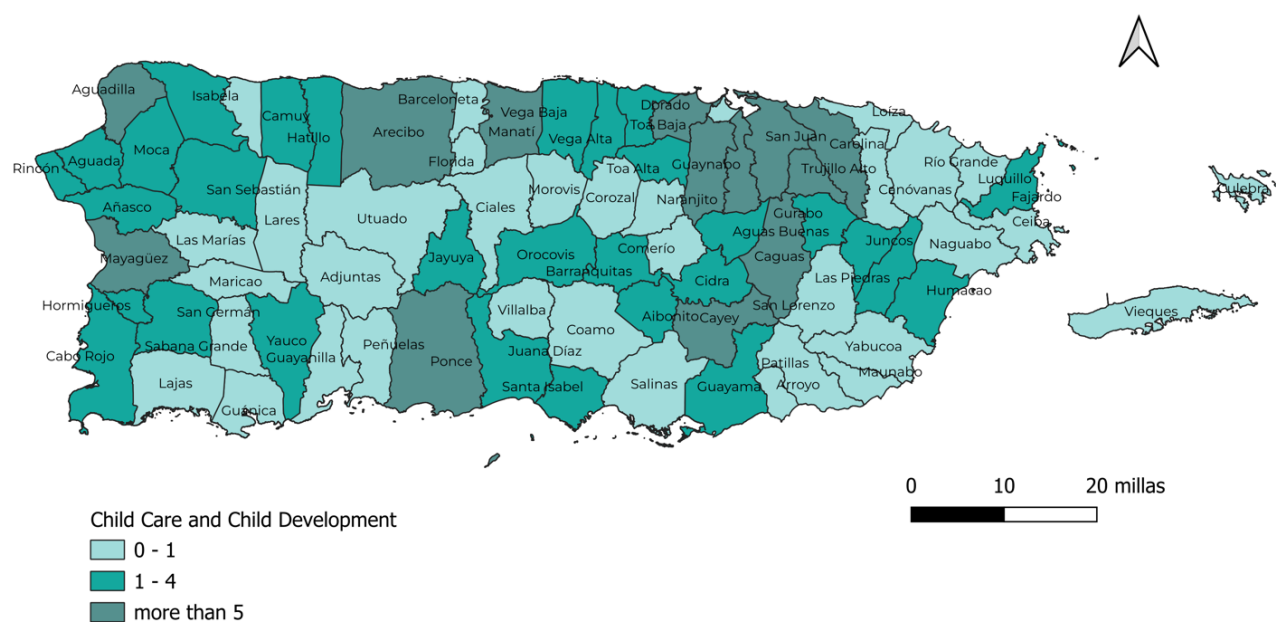 Aguadilla
Isabela
Camuy
Hatillo
Barceloneta
Arecibo
Vega Baja
Manatí
Vega Alta
Dorado
Toa Baja
Loíza
San Juan
Carolina
Moca
Aguada
Rincón
Florida
Toa Alta
Guaynabo
Trujillo Alto
Río Grande
Luquillo
Canóvanas
Fajardo
Culebra
San Sebastián
Añasco
Lares
Utuado
Ciales
Morovis
Corozal
Naranjito
Gurabo
Aguas Buenas
Ceiba
Las Marías
Mayagüez
Maricao
Adjuntas
Jayuya
Orocovis
Barranquitas
Comerío
Cidra
Caguas
Juncos
Naguabo
Las Piedras
Humacao
Hormigueros
San Germán
Sabana Grande
Cabo Rojo
Yauco
Guayanilla
Peñuelas
Ponce
Villalba
Coamo
Juana Díaz
Aibonito
Cayey
San Lorenzo
Vieques
Yabucoa
Patillas
Maunabo
Arroyo
Lajas
Guánica
Santa Isabel
Salinas
Guayama
0 10 20 millas
Child Care and Child Development
0 - 1
1 - 4
more than 5